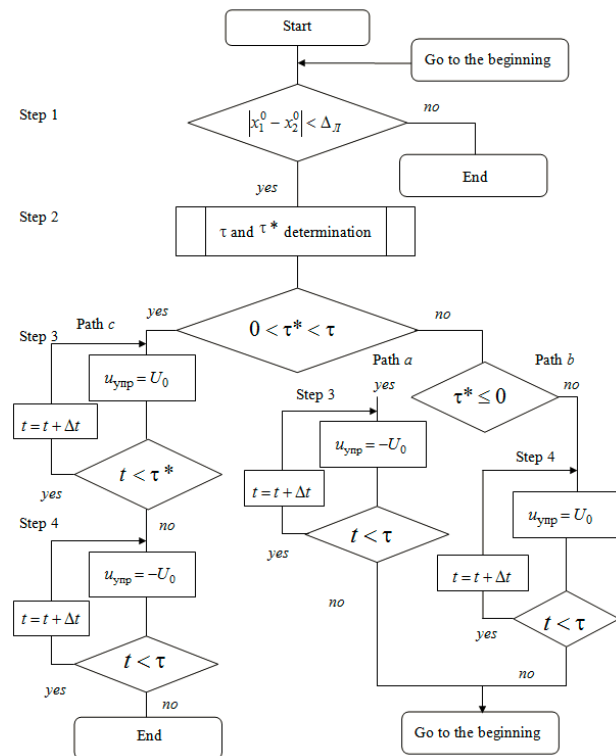 Start
Go to the beginning
Step 1
|x₁⁰ − x₂⁰| < Δ_Л
no
End
yes
Step 2
τ and τ* determination
yes
0 < τ* < τ
no
Step 3
Path c
Path a
Path b
yes
no
Step 3
u_упр = U₀
τ* ≤ 0
t = t + Δt
u_упр = −U₀
Step 4
t < τ*
t = t + Δt
u_упр = U₀
yes
no
Step 4
t < τ
yes
t = t + Δt
u_упр = −U₀
no
t < τ
yes
t = t + Δt
t < τ
no
yes
no
End
Go to the beginning